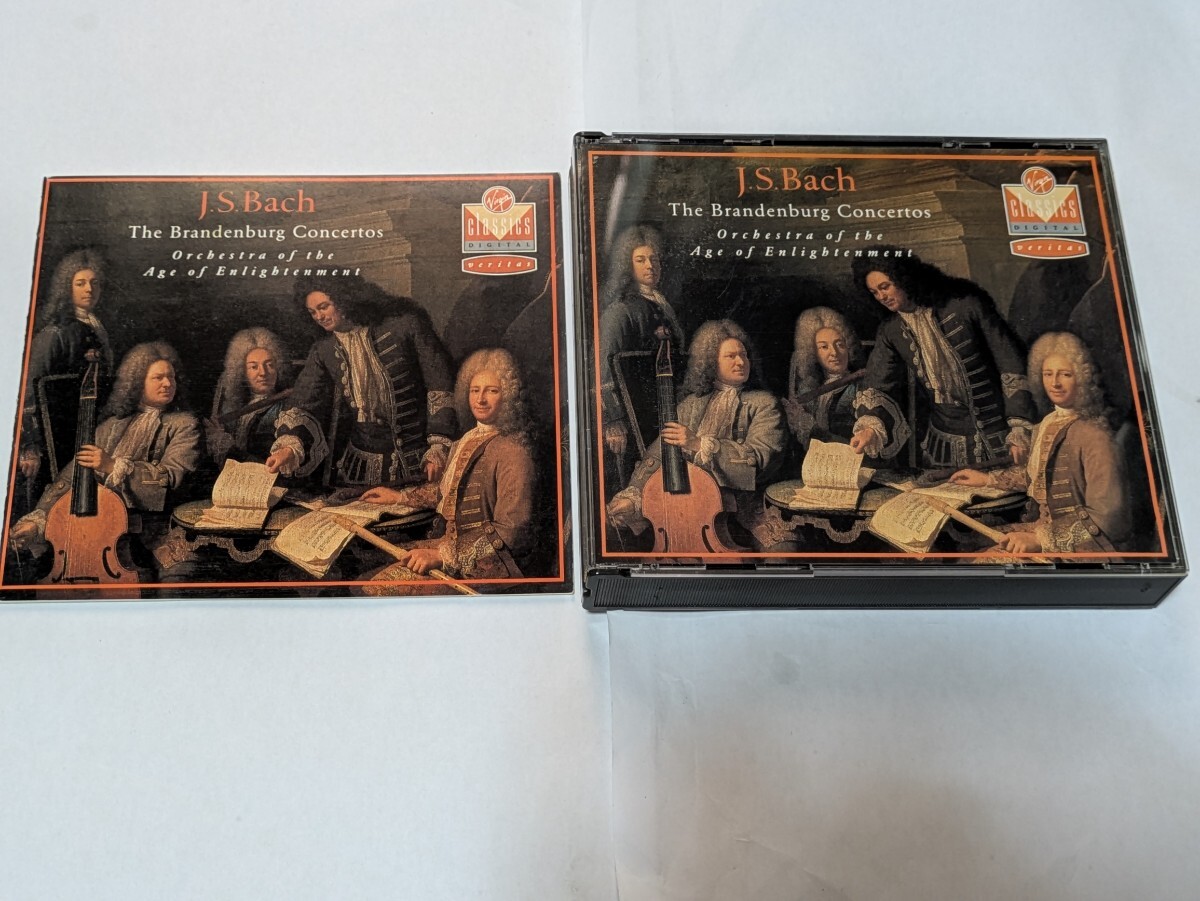 J.S.Bach
The Brandenburg Concertos
Orchestra of the
Age of Enlightenment
Virgin
classics
DIGITAL
veritas
J.S.Bach
The Brandenburg Concertos
Orchestra of the
Age of Enlightenment
Virgin
classics
DIGITAL
veritas